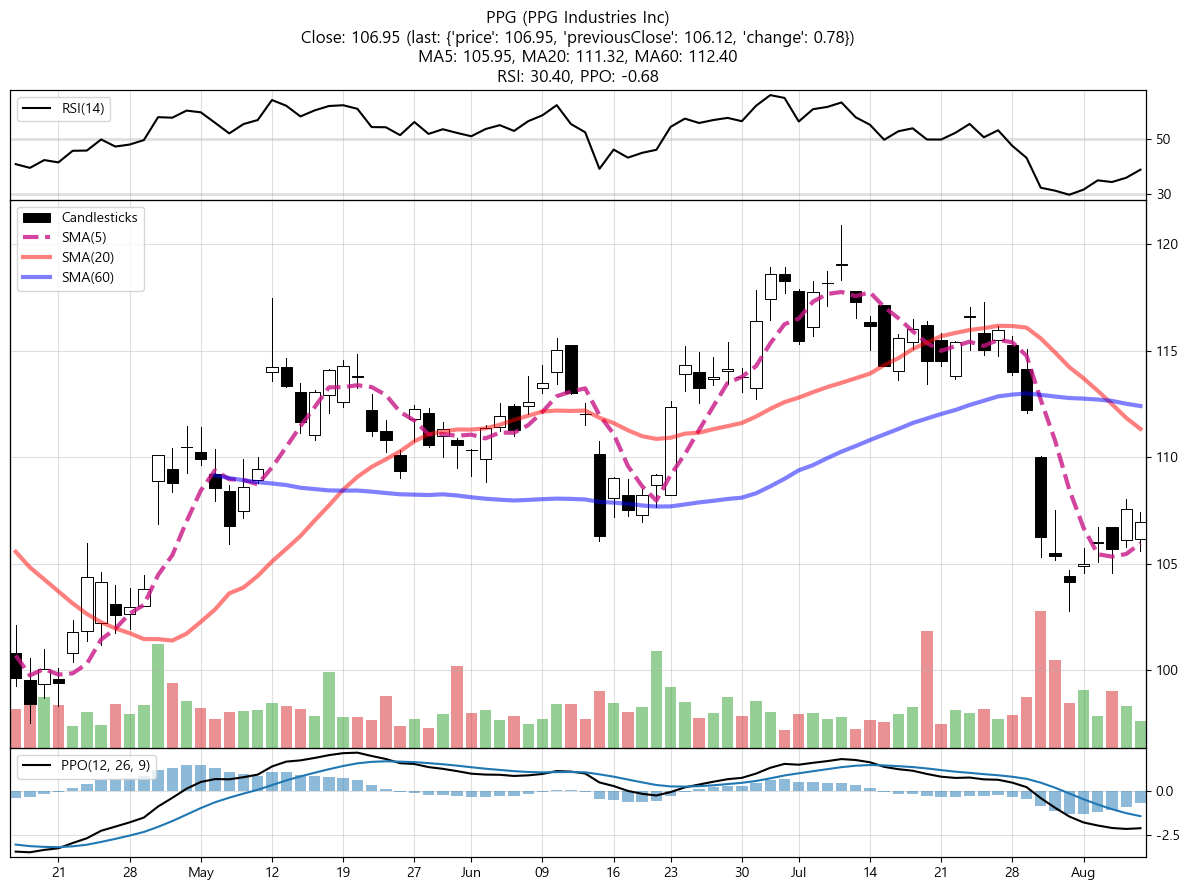 PPG (PPG Industries Inc)
Close: 106.95 (last: {'price': 106.95, 'previousClose': 106.12, 'change': 0.78})
MA5: 105.95, MA20: 111.32, MA60: 112.40
RSI: 30.40, PPO: -0.68
RSI(14)
50
30
Candlesticks
SMA(5)
SMA(20)
SMA(60)
120
115
110
105
100
PPO(12, 26, 9)
0.0
-2.5
21 28 May 12 19 27 Jun 09 16 23 30 Jul 14 21 28 Aug